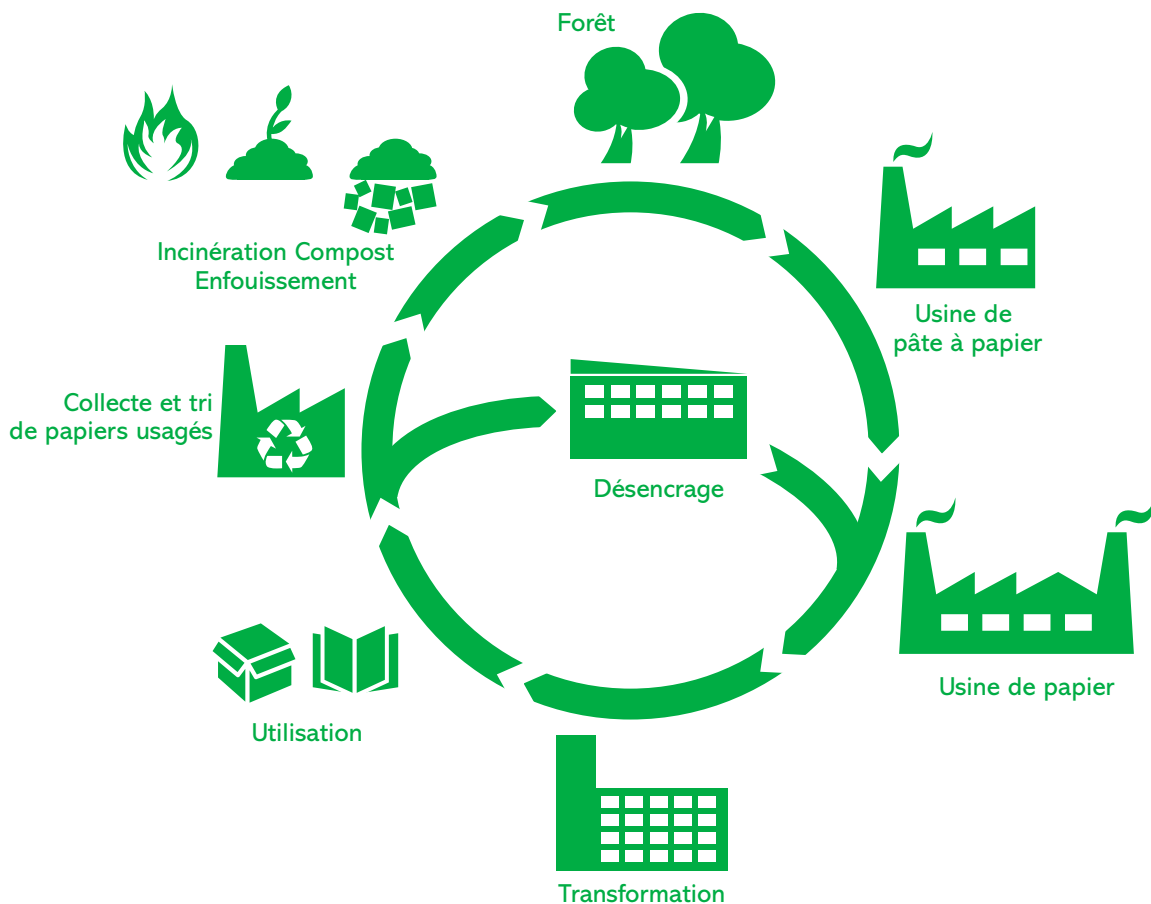 Forêt
Incinération Compost
Enfouissement
Usine de
pâte à papier
Collecte et tri
de papiers usagés
Désencrage
Usine de papier
Utilisation
Transformation